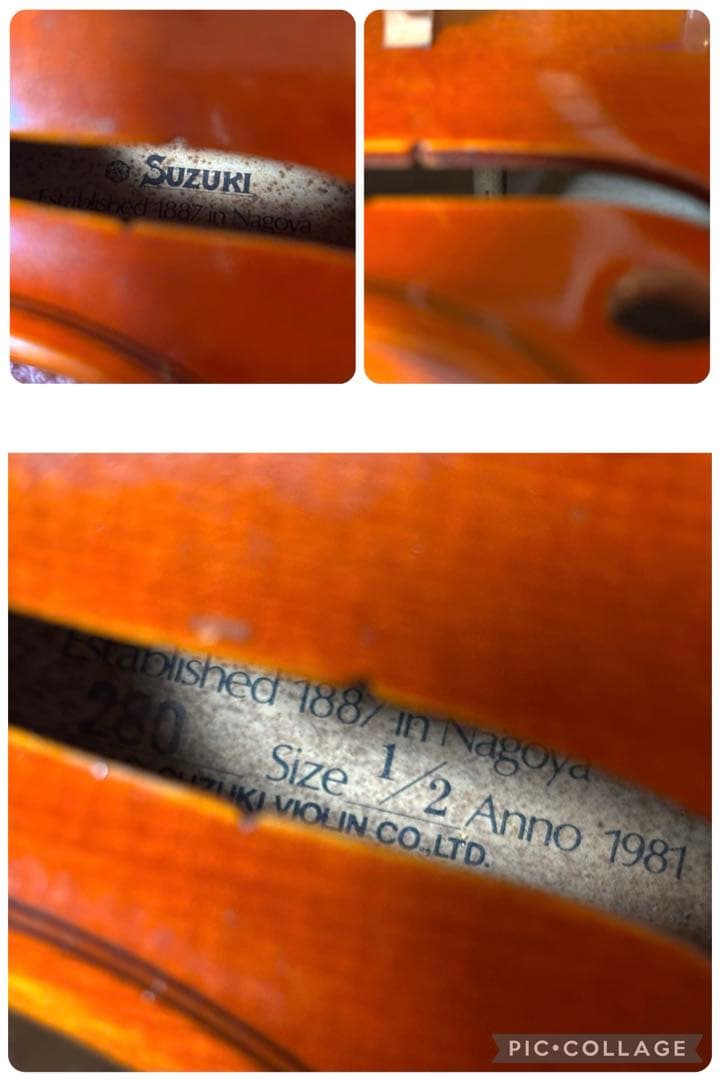 SUZUKI
Established 1887 in Nagoya
Established 1887 in Nagoya
280 Size 1/2 Anno 1981
SUZUKI VIOLIN CO.,LTD.
PIC•COLLAGE